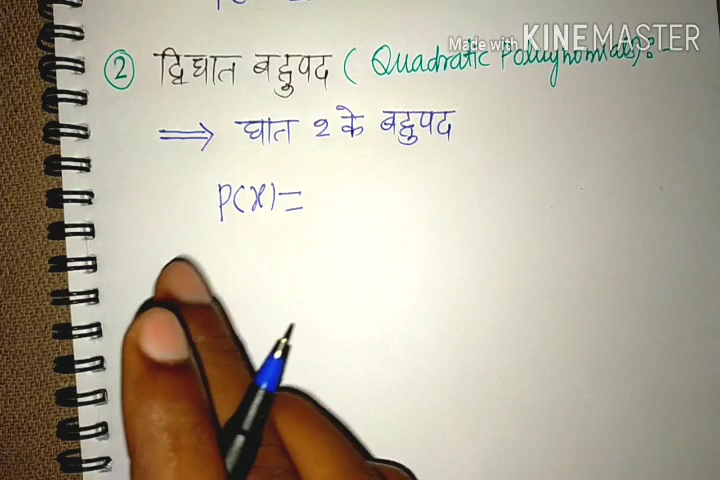 Made with KINEMASTER
② द्विघात बहुपद ( Quadratic Polynomials) : -
⟹ घात 2 के बहुपद
P(x) =